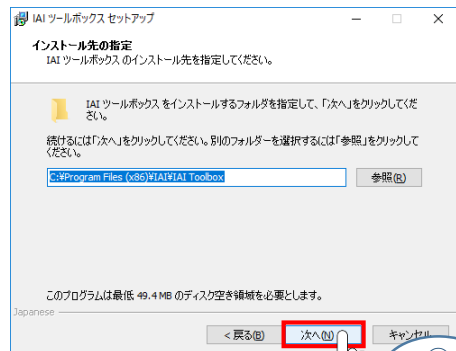 IAI ツールボックス セットアップ
インストール先の指定
IAI ツールボックス のインストール先を指定してください。
IAI ツールボックス をインストールするフォルダを指定して、「次へ」をクリックしてくだ
さい。
続けるには「次へ」をクリックしてください。別のフォルダーを選択するには「参照」をクリックして
ください。
C:¥Program Files (x86)¥IAI¥IAI Toolbox
参照(R)
このプログラムは最低 49.4 MB のディスク空き領域を必要とします。
Japanese
< 戻る(B)
次へ(N)
キャンセル